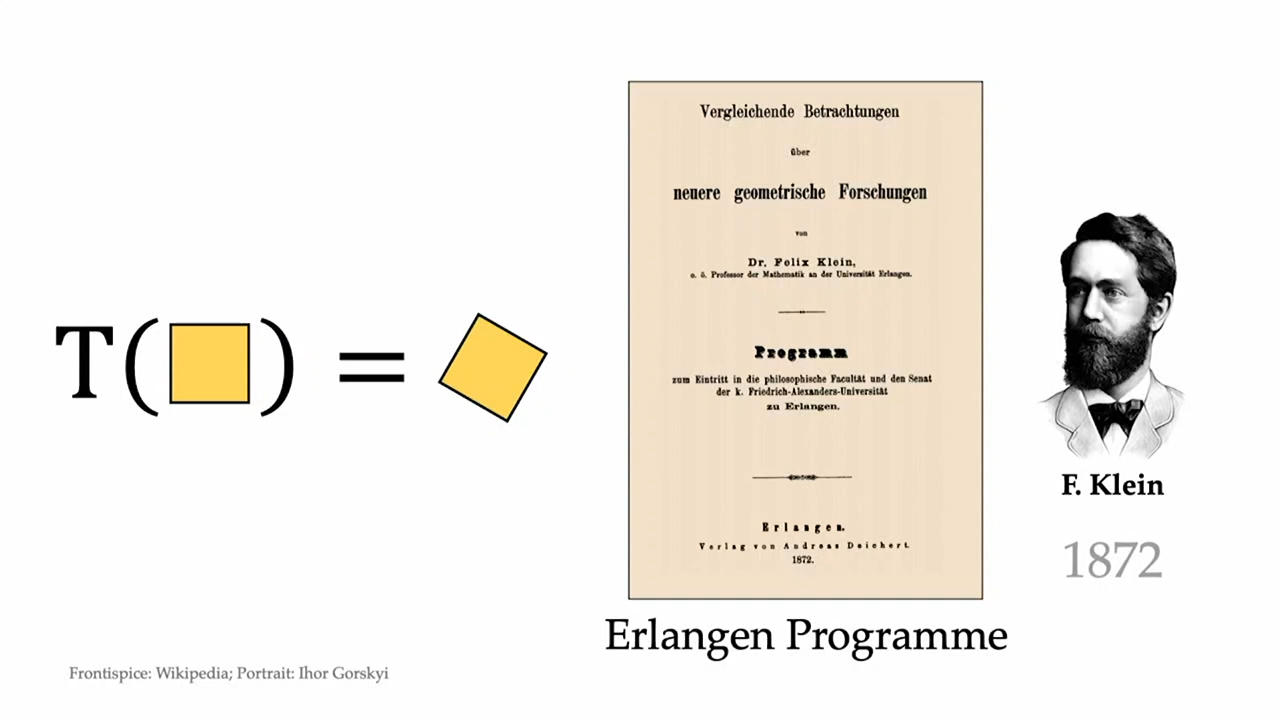 T( ) =
Vergleichende Betrachtungen
über
neuere geometrische Forschungen
von
Dr. Felix Klein,
o. ö. Professor der Mathematik an der Universität Erlangen.
Programm
zum Eintritt in die philosophische Facultät und den Senat
der k. Friedrich-Alexanders-Universität
zu Erlangen.
Erlangen.
Verlag von Andreas Deichert.
1872.
Erlangen Programme
F. Klein
1872
Frontispice: Wikipedia; Portrait: Ihor Gorskyi